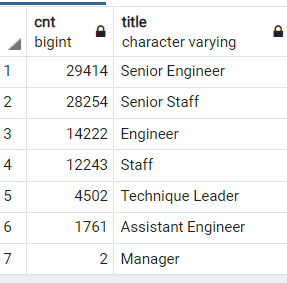 cnt title
bigint character varying
1 29414 Senior Engineer
2 28254 Senior Staff
3 14222 Engineer
4 12243 Staff
5 4502 Technique Leader
6 1761 Assistant Engineer
7 2 Manager